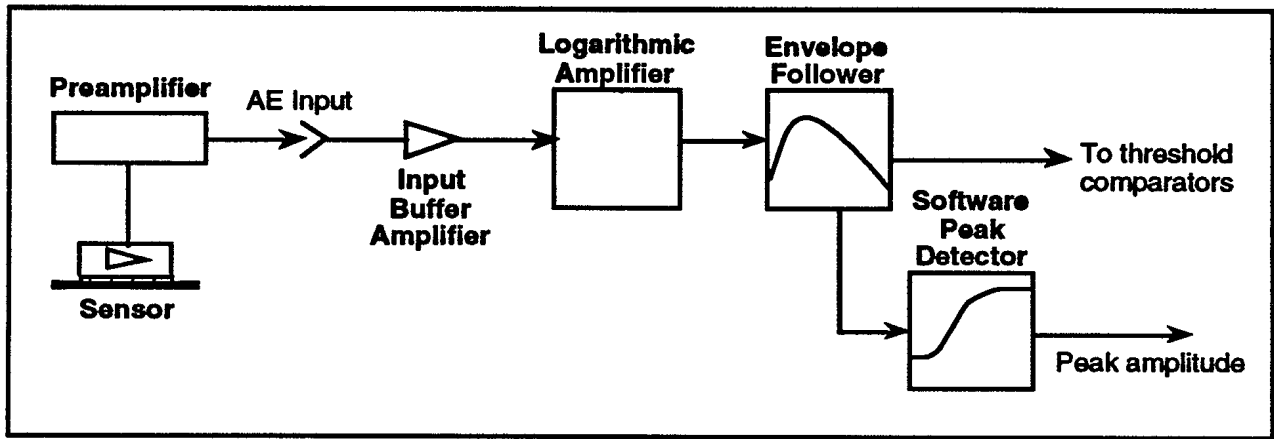 Preamplifier
AE Input
Sensor
Input
Buffer
Amplifier
Logarithmic
Amplifier
Envelope
Follower
To threshold
comparators
Software
Peak
Detector
Peak amplitude